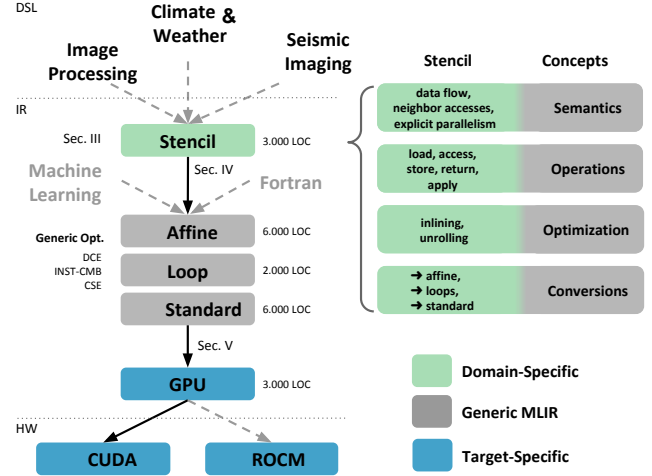 DSL
Climate &
Weather
Image
Processing
Seismic
Imaging
IR
Sec. III
Stencil
3.000 LOC
Sec. IV
Machine
Learning
Fortran
Generic Opt.
DCE
INST-CMB
CSE
Affine
6.000 LOC
Loop
2.000 LOC
Standard
6.000 LOC
Sec. V
GPU
3.000 LOC
HW
CUDA
ROCM
Stencil
Concepts
data flow,
neighbor accesses,
explicit parallelism
Semantics
load, access,
store, return,
apply
Operations
inlining,
unrolling
Optimization
➔ affine,
➔ loops,
➔ standard
Conversions
Domain-Specific
Generic MLIR
Target-Specific